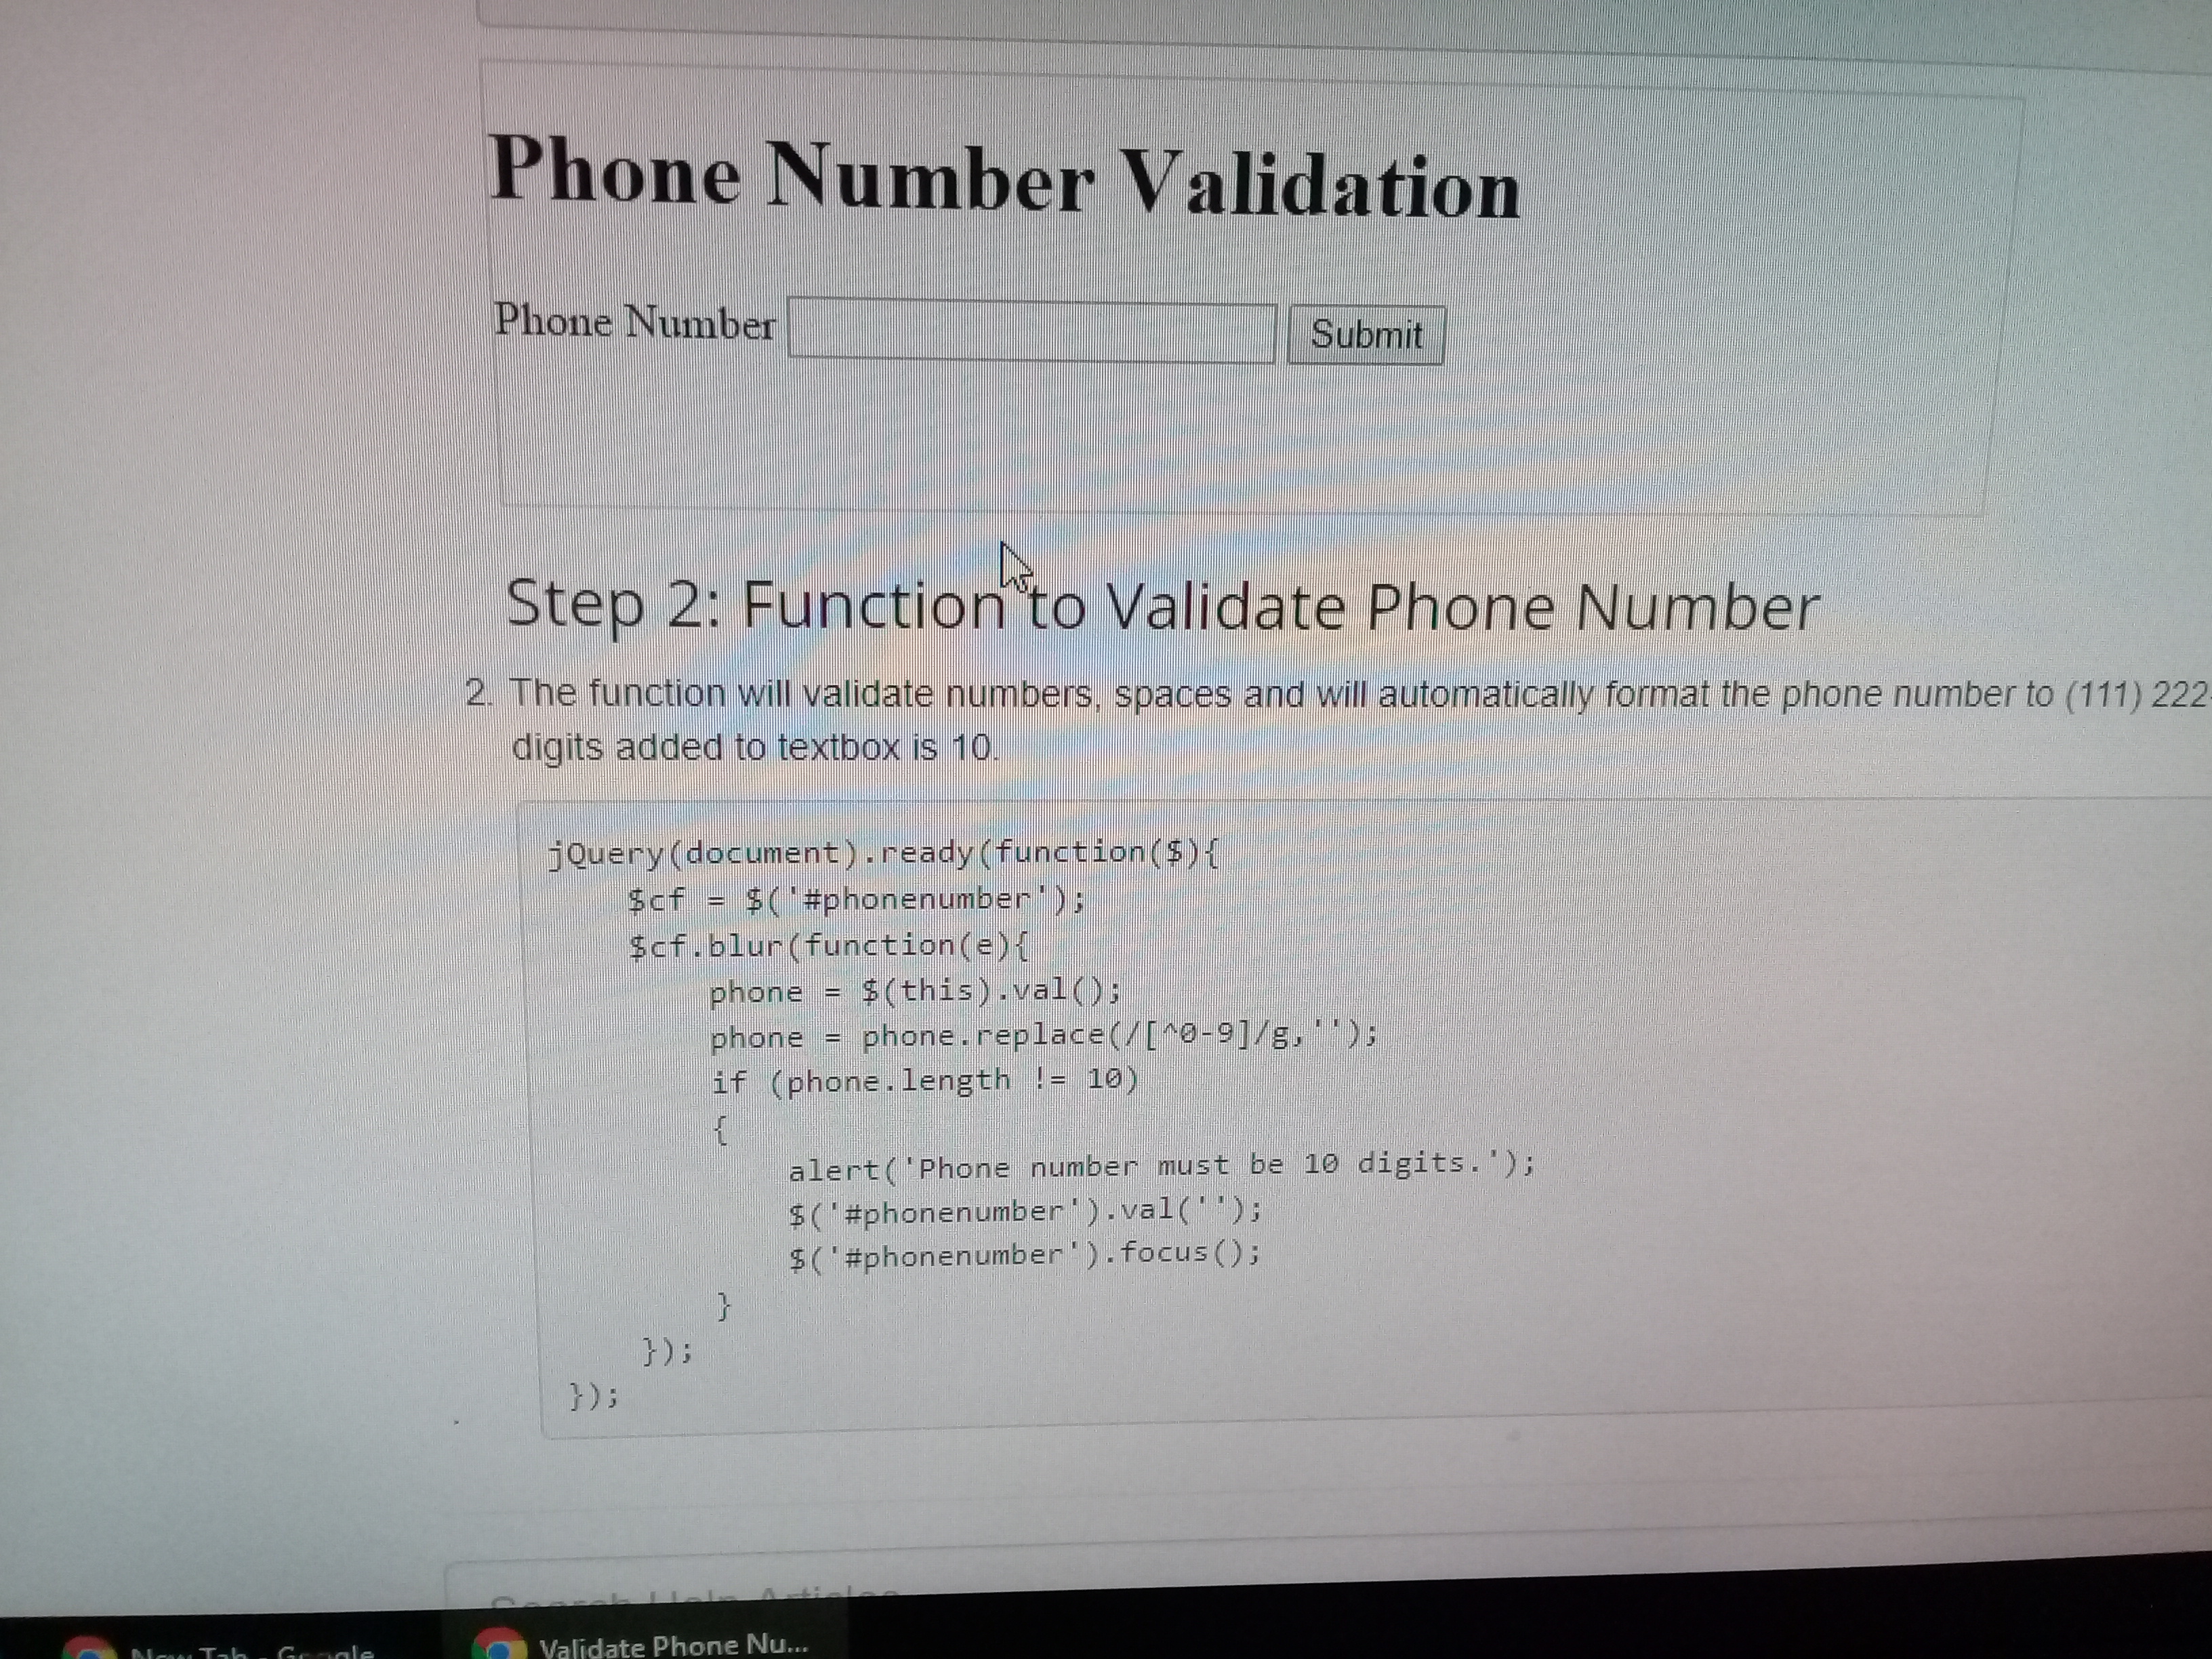 Phone Number Validation
Phone Number Submit
Step 2: Function to Validate Phone Number
2. The function will validate numbers, spaces and will automatically format the phone number to (111) 222-
digits added to textbox is 10.
jQuery(document).ready(function($){
    $cf = $('#phonenumber');
    $cf.blur(function(e){
        phone = $(this).val();
        phone = phone.replace(/[^0-9]/g,'');
        if (phone.length != 10)
        {
            alert('Phone number must be 10 digits.');
            $('#phonenumber').val('');
            $('#phonenumber').focus();
        }
    });
});
Search Help Articles
New Tab - Google
Validate Phone Nu...